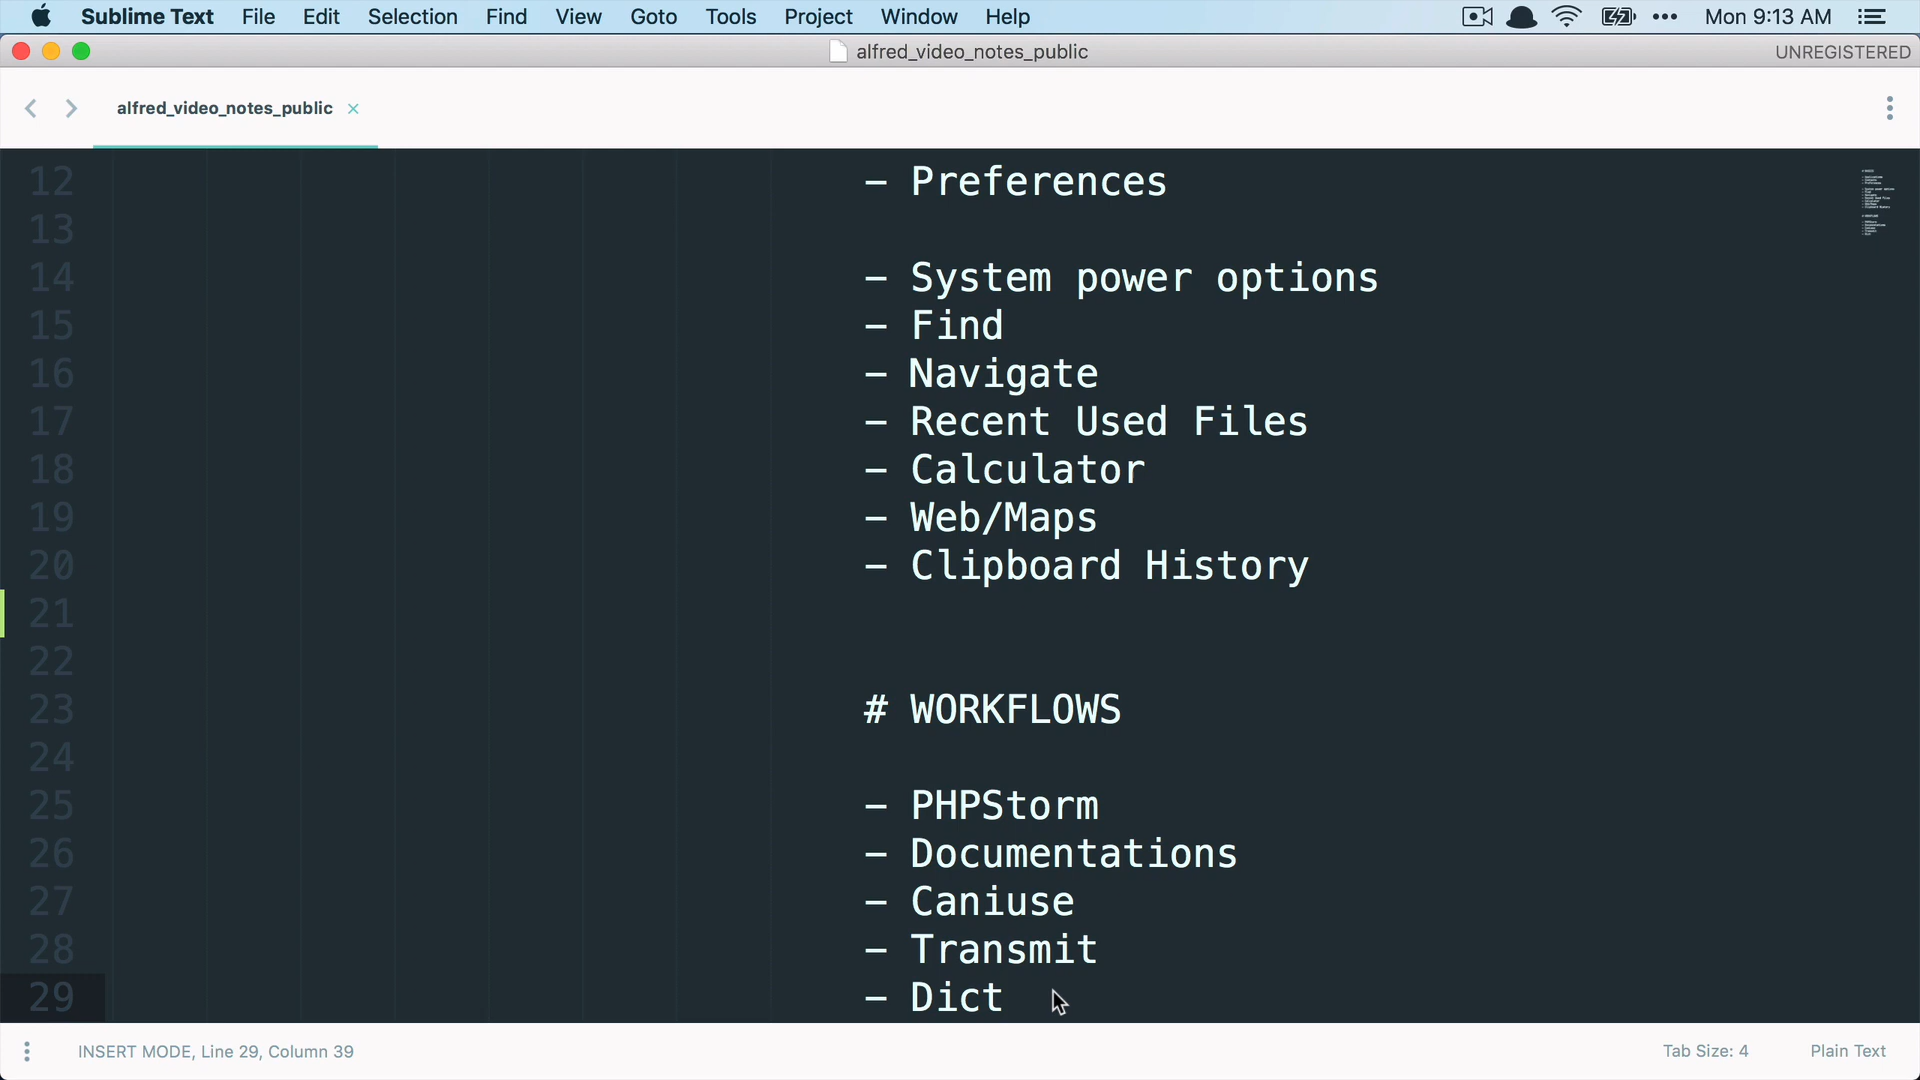 Sublime Text File Edit Selection Find View Goto Tools Project Window Help Mon 9:13 AM
alfred_video_notes_public UNREGISTERED
alfred_video_notes_public ×
12 – Preferences
13
14 – System power options
15 – Find
16 – Navigate
17 – Recent Used Files
18 – Calculator
19 – Web/Maps
20 – Clipboard History
21
22
23 # WORKFLOWS
24
25 – PHPStorm
26 – Documentations
27 – Caniuse
28 – Transmit
29 – Dict
INSERT MODE, Line 29, Column 39 Tab Size: 4 Plain Text